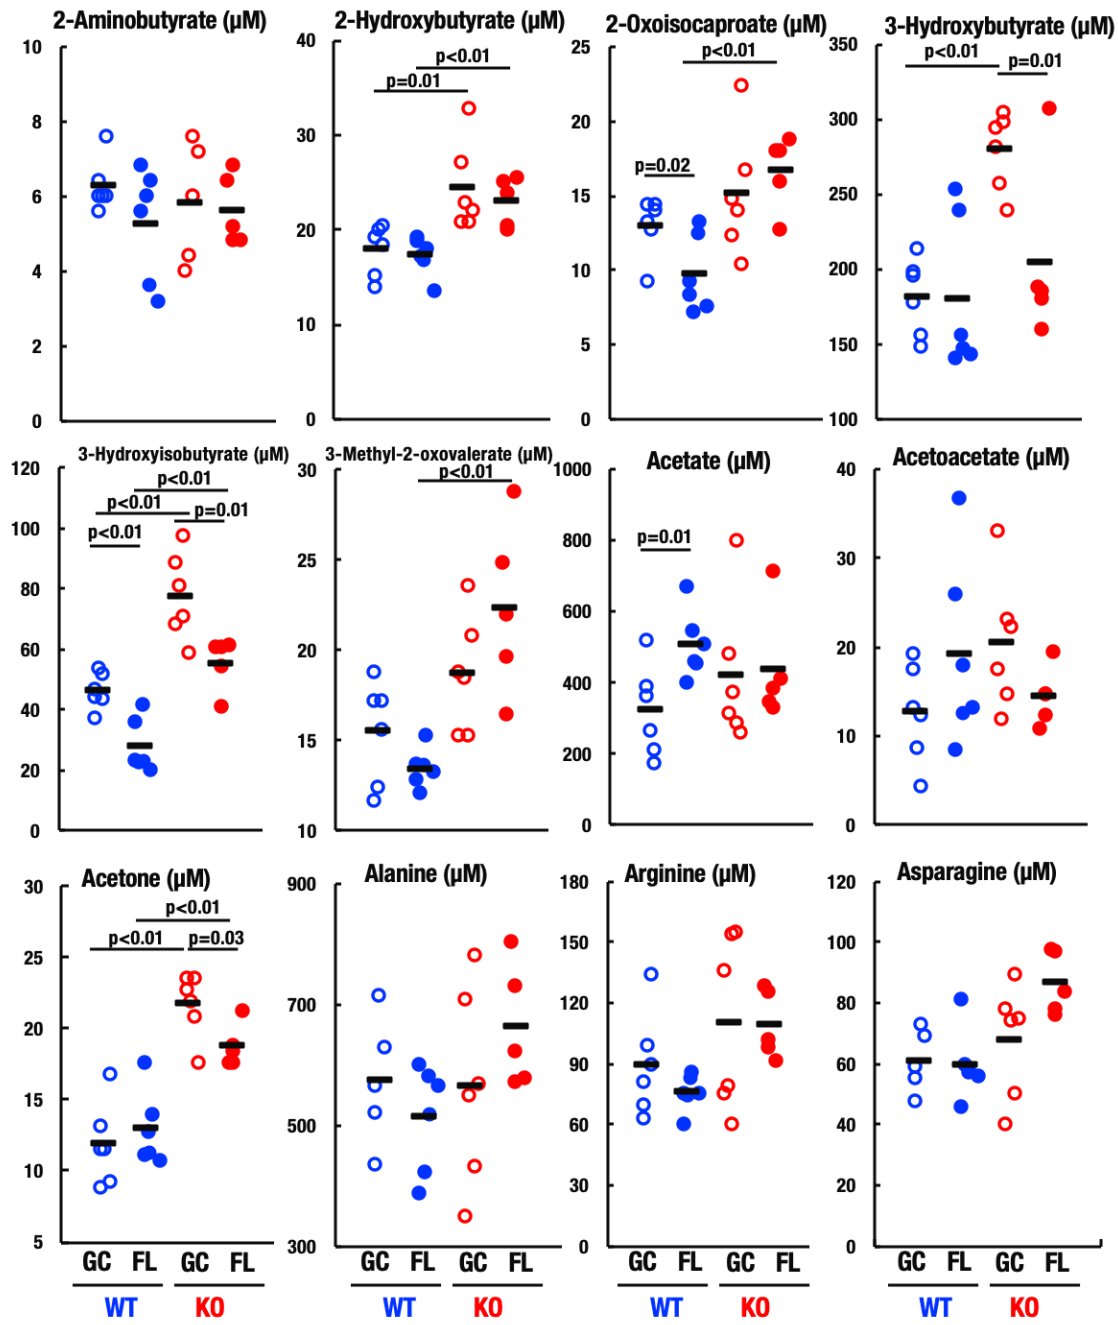 2-Aminobutyrate (µM)
10
8
6
4
2
0
2-Hydroxybutyrate (µM)
p<0.01
p=0.01
40
30
20
10
0
2-Oxoisocaproate (µM)
p<0.01
p=0.02
25
20
15
10
5
0
3-Hydroxybutyrate (µM)
p<0.01
p=0.01
350
300
250
200
150
100
3-Hydroxyisobutyrate (µM)
p<0.01
p<0.01
p=0.01
p<0.01
120
100
80
60
40
20
0
3-Methyl-2-oxovalerate (µM)
p<0.01
30
25
20
15
10
Acetate (µM)
p=0.01
1000
800
600
400
200
0
Acetoacetate (µM)
40
30
20
10
0
Acetone (µM)
p<0.01
p<0.01
p=0.03
30
25
20
15
10
5
GC FL GC FL
WT KO
Alanine (µM)
900
700
500
300
GC FL GC FL
WT KO
Arginine (µM)
180
150
120
90
60
30
0
GC FL GC FL
WT KO
Asparagine (µM)
120
100
80
60
40
20
0
GC FL GC FL
WT KO